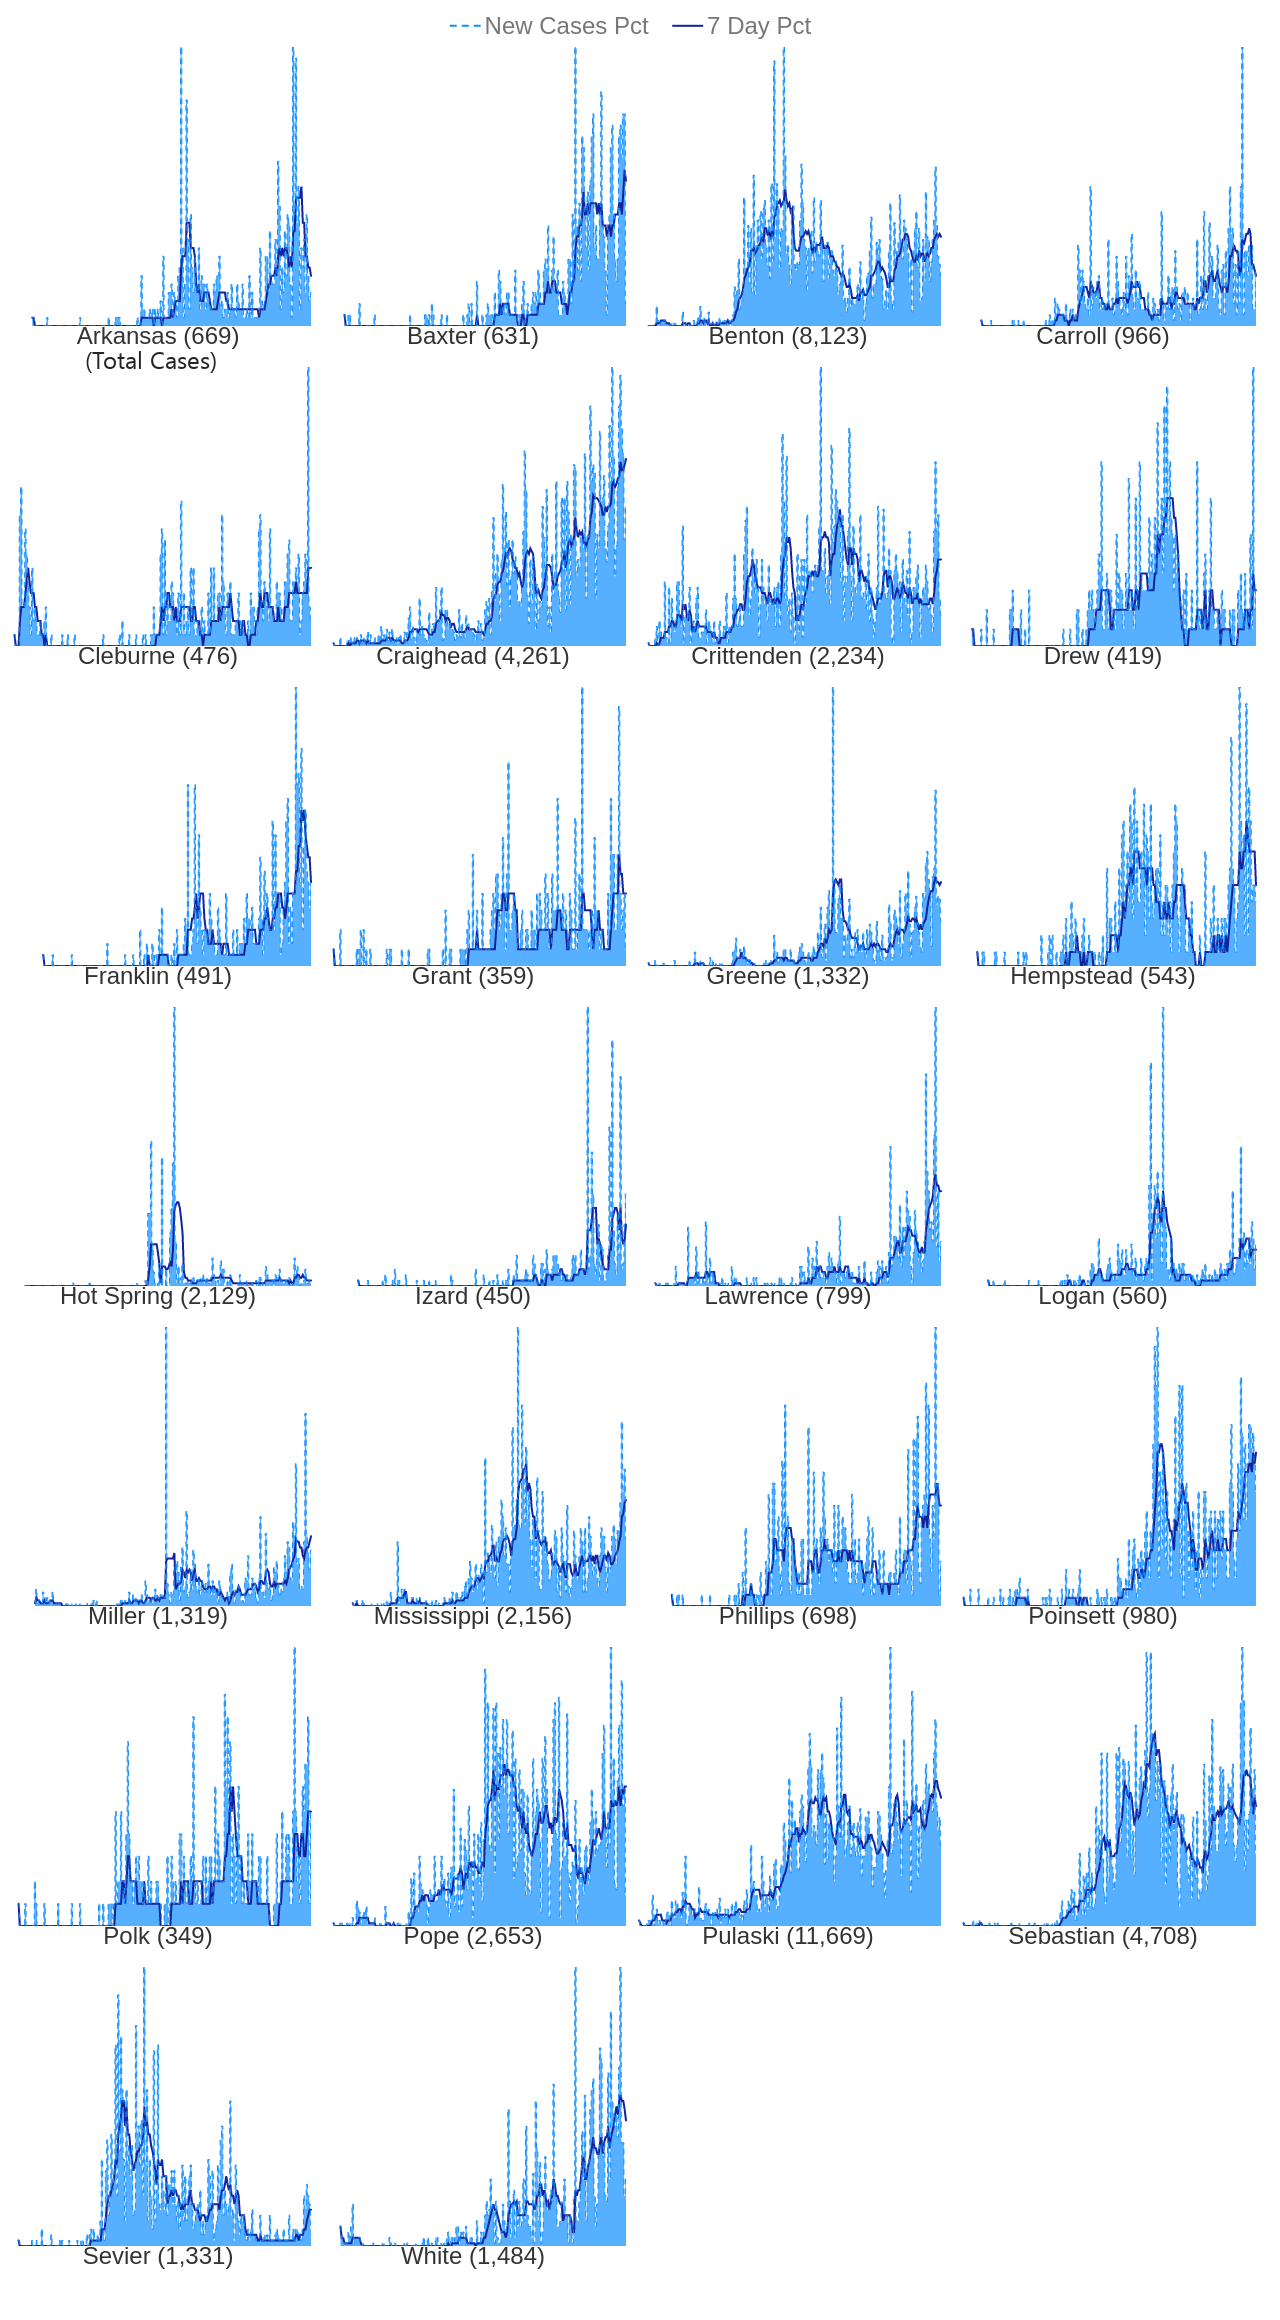 New Cases Pct 7 Day Pct
Arkansas (669) Baxter (631) Benton (8,123) Carroll (966)
(Total Cases)
Cleburne (476) Craighead (4,261) Crittenden (2,234) Drew (419)
Franklin (491) Grant (359) Greene (1,332) Hempstead (543)
Hot Spring (2,129) Izard (450) Lawrence (799) Logan (560)
Miller (1,319) Mississippi (2,156) Phillips (698) Poinsett (980)
Polk (349) Pope (2,653) Pulaski (11,669) Sebastian (4,708)
Sevier (1,331) White (1,484)